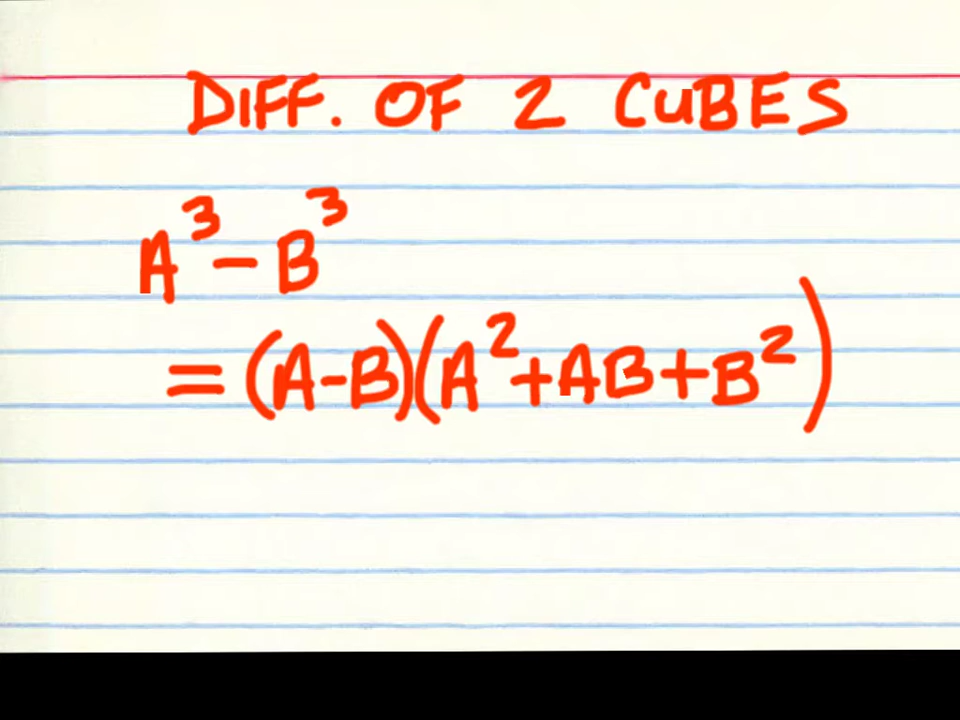 DIFF. OF 2 CUBES
A³ - B³
= (A-B)(A²+AB+B²)